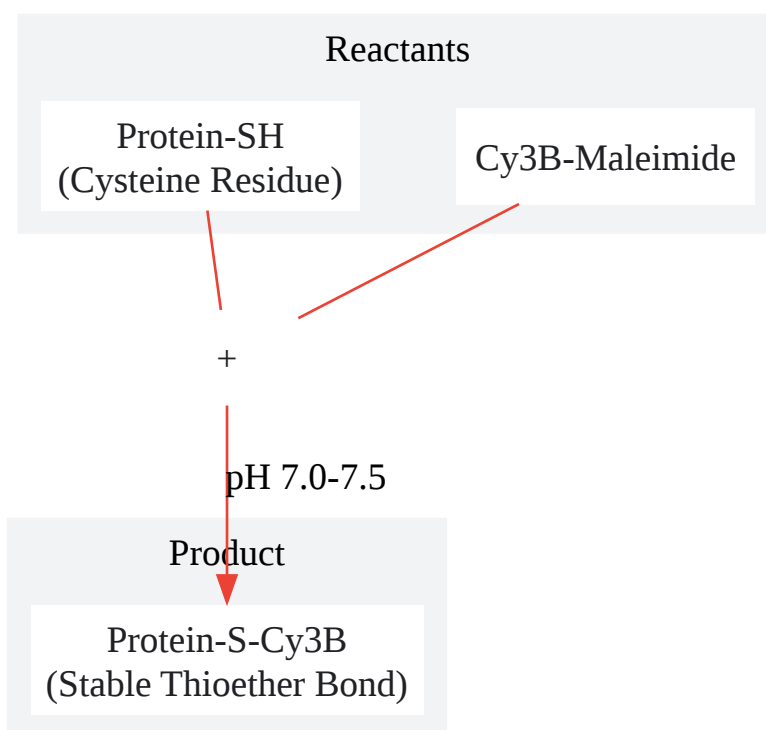 Reactants
Protein-SH
(Cysteine Residue)
Cy3B-Maleimide
+
pH 7.0-7.5
Product
Protein-S-Cy3B
(Stable Thioether Bond)